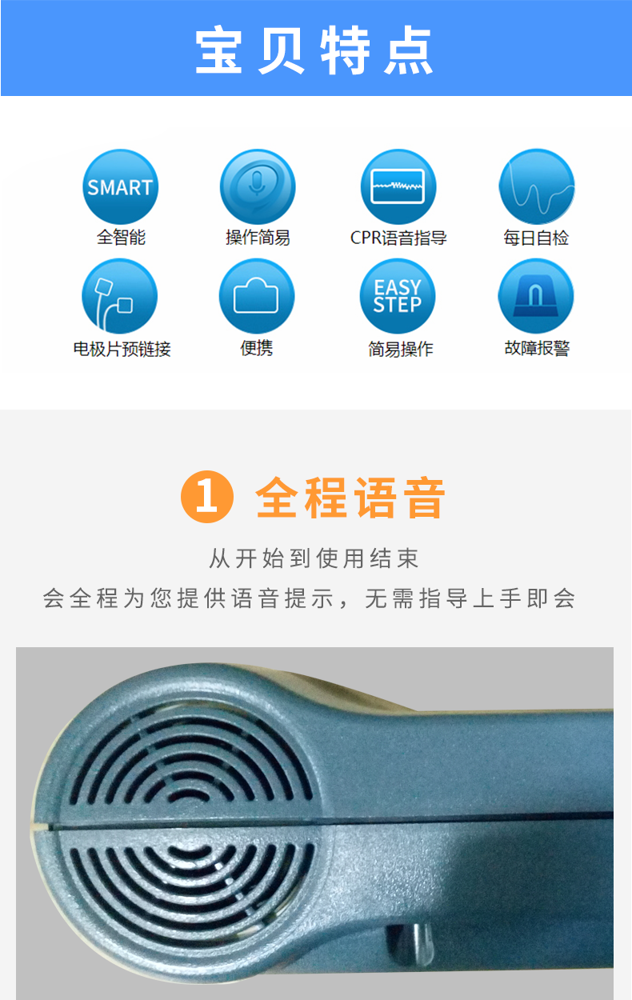 宝贝特点
SMART
全智能
操作简易
CPR语音指导
每日自检
电极片预链接
便携
EASY
STEP
简易操作
故障报警
1 全程语音
从开始到使用结束
会全程为您提供语音提示，无需指导上手即会